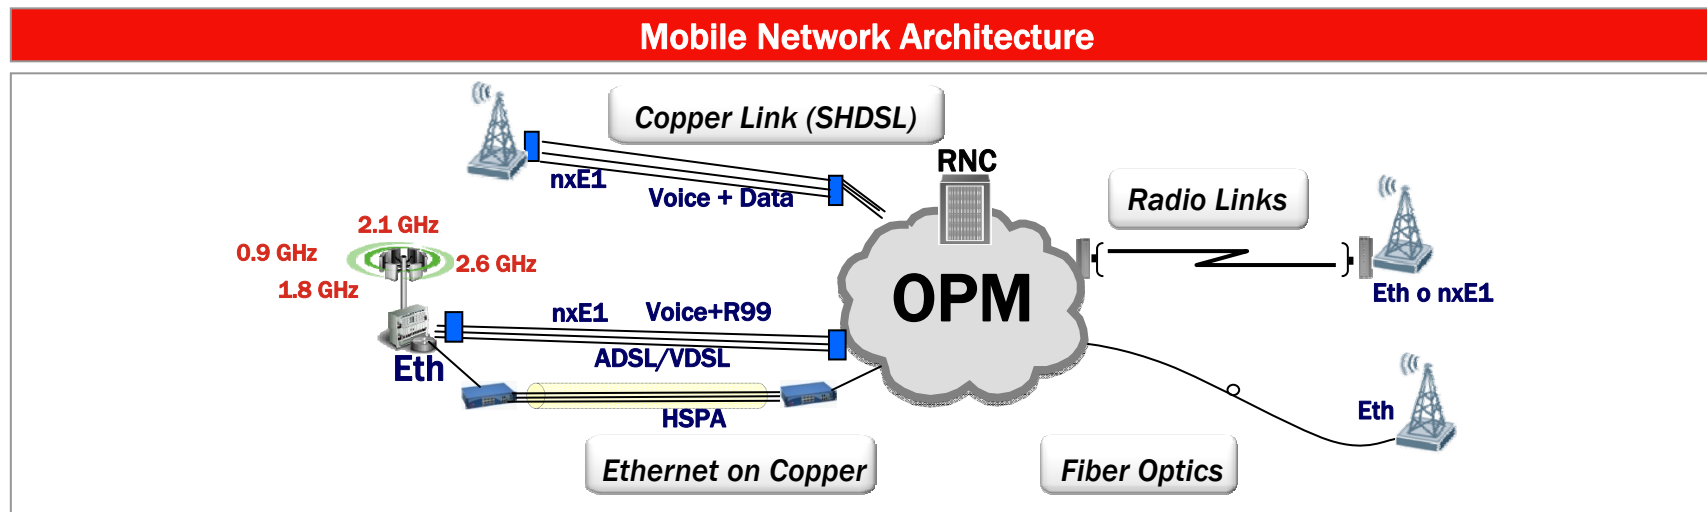 Mobile Network Architecture
Copper Link (SHDSL)
RNC
nxE1
Voice + Data
Radio Links
2.1 GHz
0.9 GHz
2.6 GHz
1.8 GHz
OPM
Eth o nxE1
nxE1 Voice+R99
ADSL/VDSL
Eth
HSPA
Eth
Ethernet on Copper
Fiber Optics